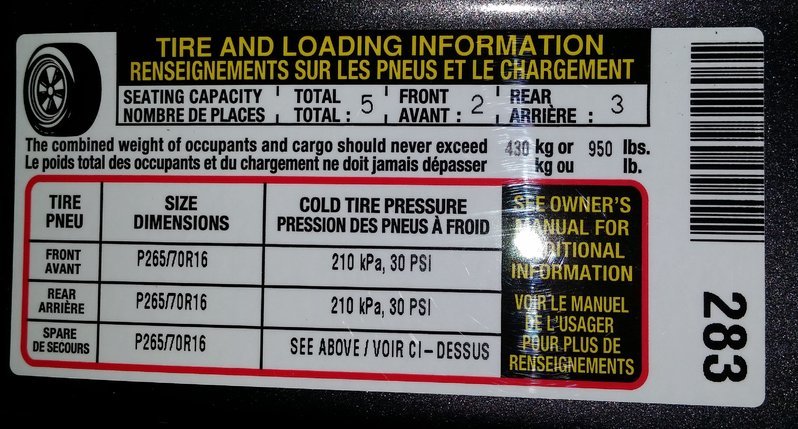 TIRE AND LOADING INFORMATION
RENSEIGNEMENTS SUR LES PNEUS ET LE CHARGEMENT
SEATING CAPACITY TOTAL 5 FRONT 2 REAR 3
NOMBRE DE PLACES TOTAL : AVANT : ARRIÈRE :
The combined weight of occupants and cargo should never exceed 430 kg or 950 lbs.
Le poids total des occupants et du chargement ne doit jamais dépasser kg ou lb.
TIRE SIZE COLD TIRE PRESSURE
PNEU DIMENSIONS PRESSION DES PNEUS À FROID
FRONT
AVANT P265/70R16 210 kPa, 30 PSI
REAR
ARRIÈRE P265/70R16 210 kPa, 30 PSI
SPARE
DE SECOURS P265/70R16 SEE ABOVE / VOIR CI-DESSUS
SEE OWNER'S
MANUAL FOR
ADDITIONAL
INFORMATION
VOIR LE MANUEL
DE L'USAGER
POUR PLUS DE
RENSEIGNEMENTS
283